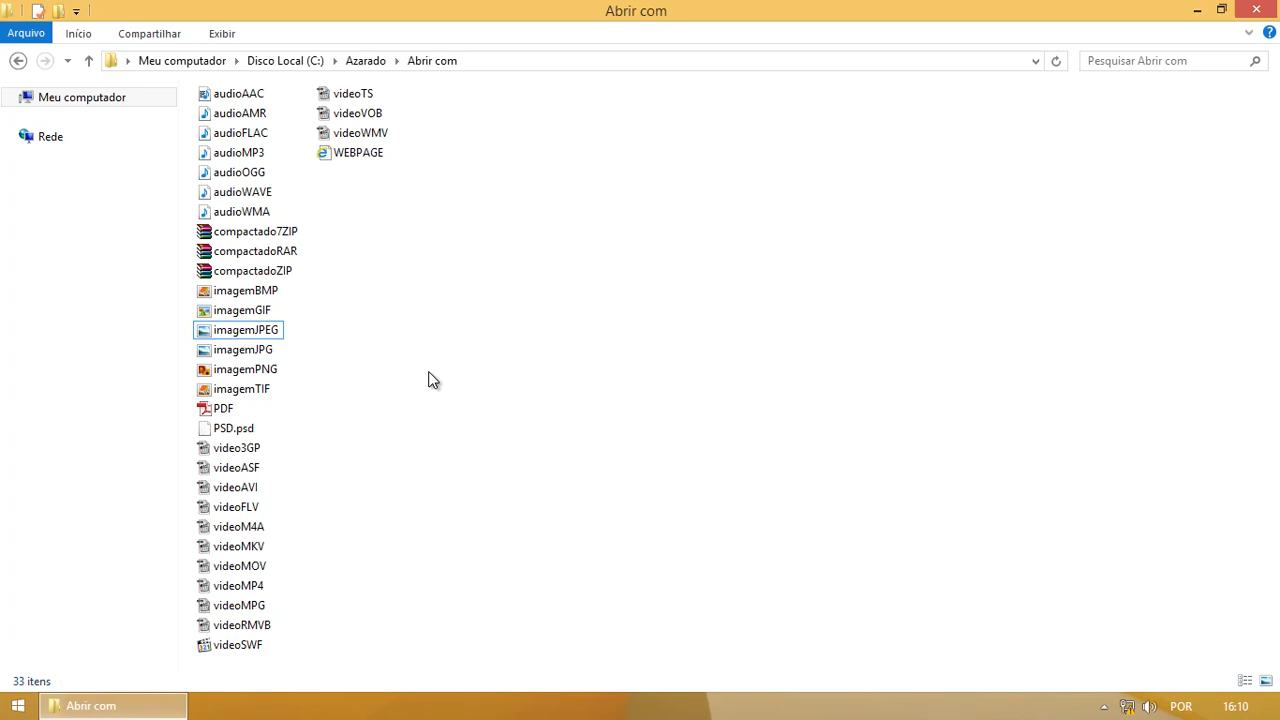 Abrir com
Arquivo Início Compartilhar Exibir
Meu computador Disco Local (C:) Azarado Abrir com
Pesquisar Abrir com
Meu computador
Rede
audioAAC
audioAMR
audioFLAC
audioMP3
audioOGG
audioWAVE
audioWMA
compactado7ZIP
compactadoRAR
compactadoZIP
imagemBMP
imagemGIF
imagemJPEG
imagemJPG
imagemPNG
imagemTIF
PDF
PSD.psd
video3GP
videoASF
videoAVI
videoFLV
videoM4A
videoMKV
videoMOV
videoMP4
videoMPG
videoRMVB
videoSWF
videoTS
videoVOB
videoWMV
WEBPAGE
33 itens
Abrir com
POR
16:10